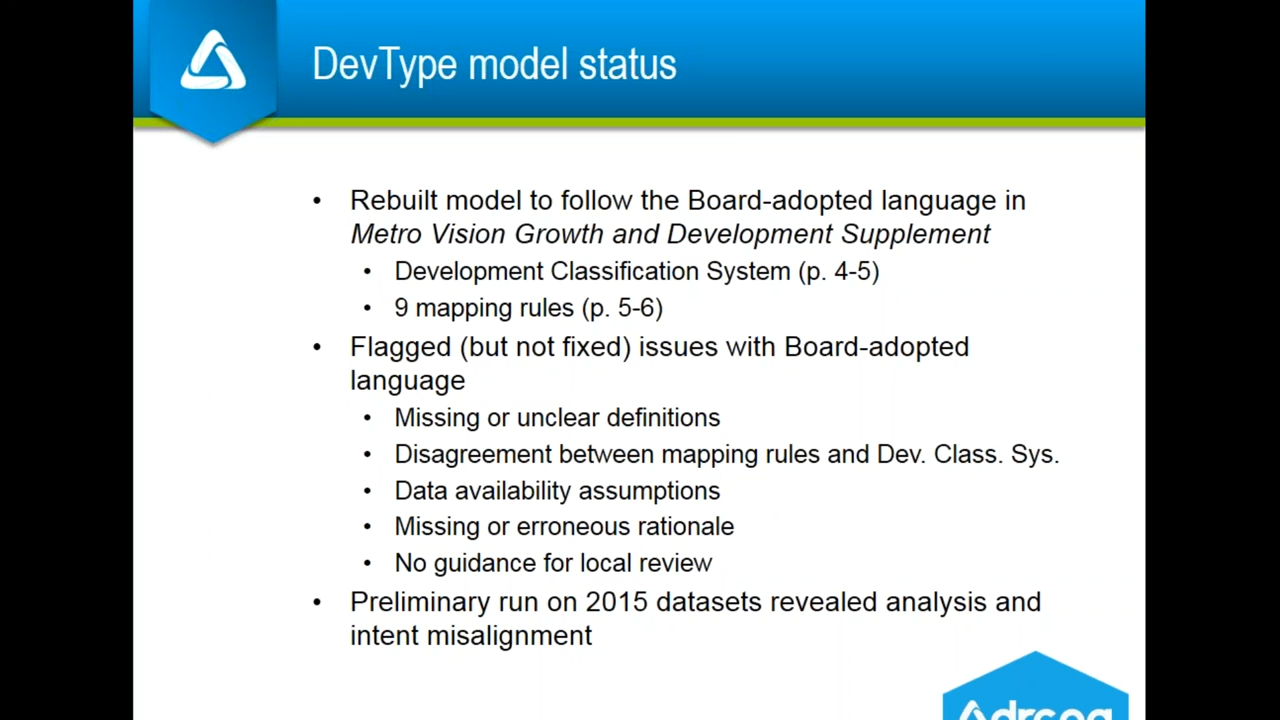 DevType model status
• Rebuilt model to follow the Board-adopted language in
Metro Vision Growth and Development Supplement
• Development Classification System (p. 4-5)
• 9 mapping rules (p. 5-6)
• Flagged (but not fixed) issues with Board-adopted
language
• Missing or unclear definitions
• Disagreement between mapping rules and Dev. Class. Sys.
• Data availability assumptions
• Missing or erroneous rationale
• No guidance for local review
• Preliminary run on 2015 datasets revealed analysis and
intent misalignment
drcog